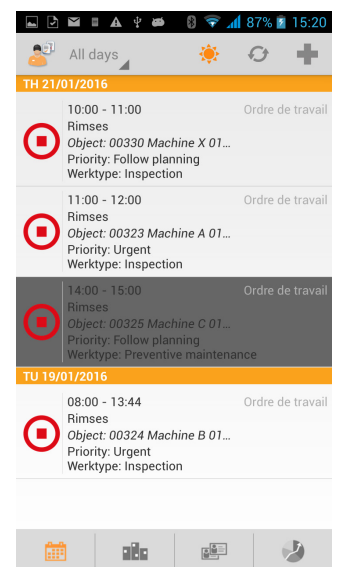 87% 15:20
All days
TH 21/01/2016
10:00 - 11:00 Ordre de travail
Rimses
Object: 00330 Machine X 01...
Priority: Follow planning
Werktype: Inspection
11:00 - 12:00 Ordre de travail
Rimses
Object: 00323 Machine A 01...
Priority: Urgent
Werktype: Inspection
14:00 - 15:00 Ordre de travail
Rimses
Object: 00325 Machine C 01...
Priority: Follow planning
Werktype: Preventive maintenance
TU 19/01/2016
08:00 - 13:44 Ordre de travail
Rimses
Object: 00324 Machine B 01...
Priority: Urgent
Werktype: Inspection